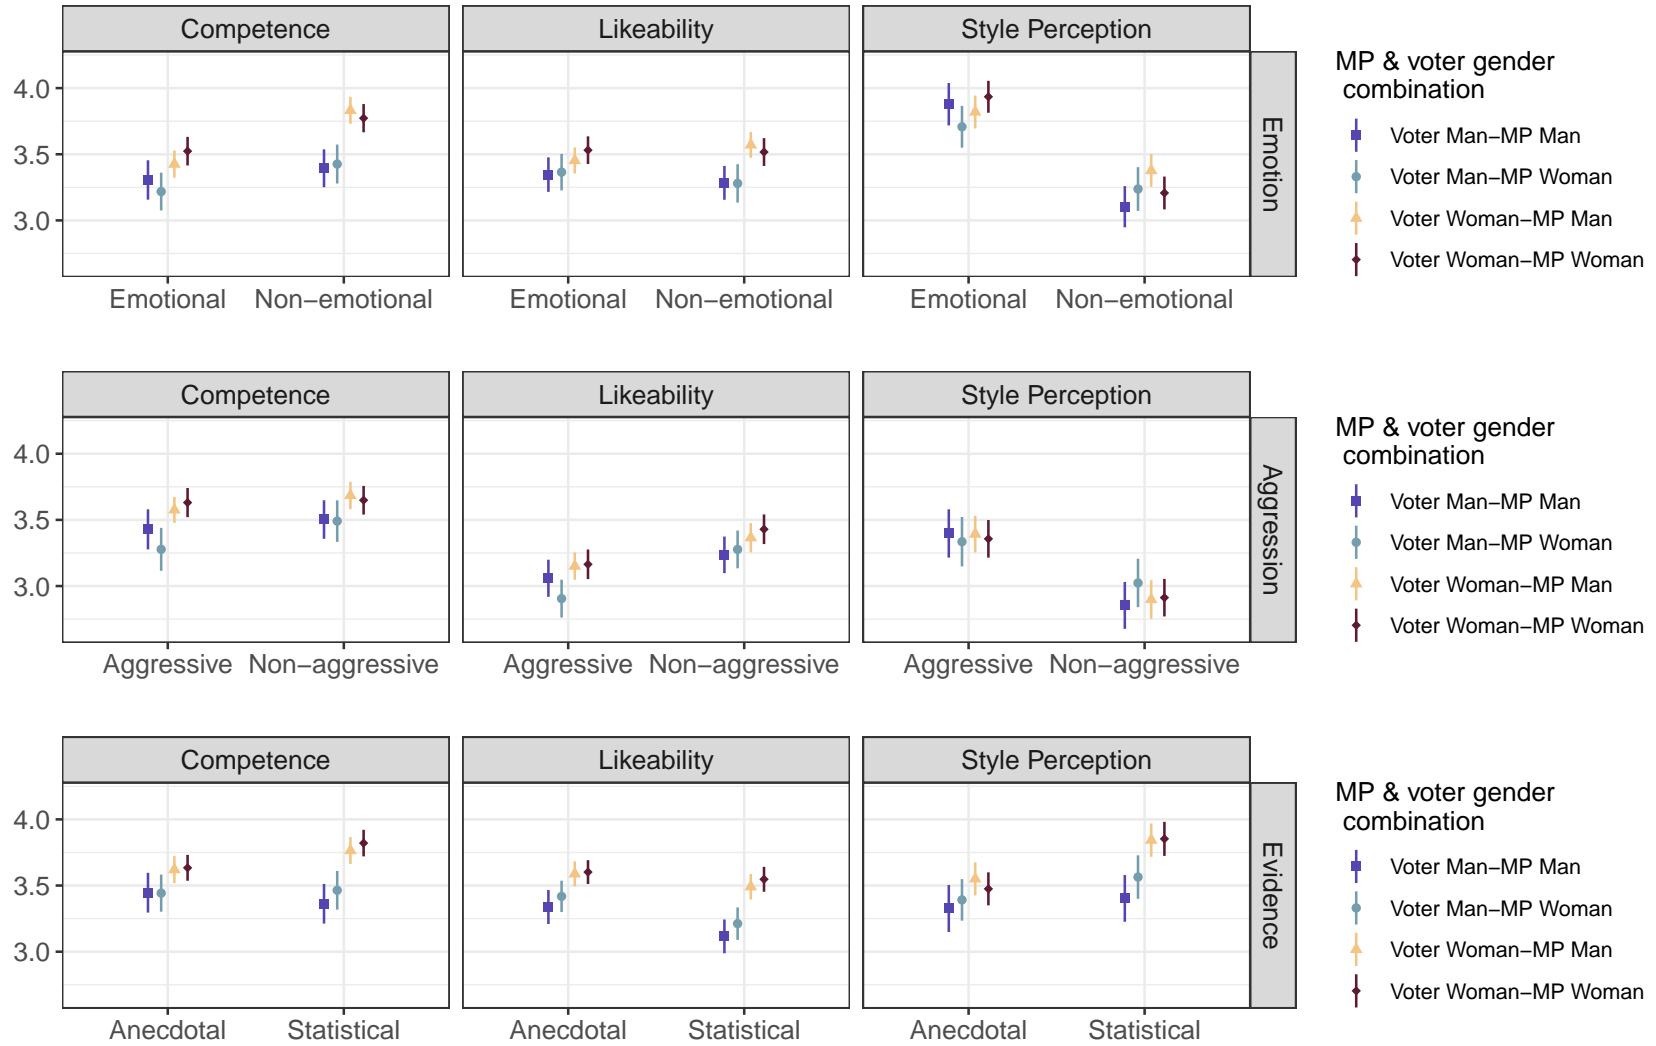 Competence
Likeability
Style Perception
4.0
3.5
3.0
Emotion
Emotional
Non−emotional
Emotional
Non−emotional
Emotional
Non−emotional
MP & voter gender
combination
Voter Man−MP Man
Voter Man−MP Woman
Voter Woman−MP Man
Voter Woman−MP Woman
Competence
Likeability
Style Perception
4.0
3.5
3.0
Aggression
Aggressive
Non−aggressive
Aggressive
Non−aggressive
Aggressive
Non−aggressive
MP & voter gender
combination
Voter Man−MP Man
Voter Man−MP Woman
Voter Woman−MP Man
Voter Woman−MP Woman
Competence
Likeability
Style Perception
4.0
3.5
3.0
Evidence
Anecdotal
Statistical
Anecdotal
Statistical
Anecdotal
Statistical
MP & voter gender
combination
Voter Man−MP Man
Voter Man−MP Woman
Voter Woman−MP Man
Voter Woman−MP Woman